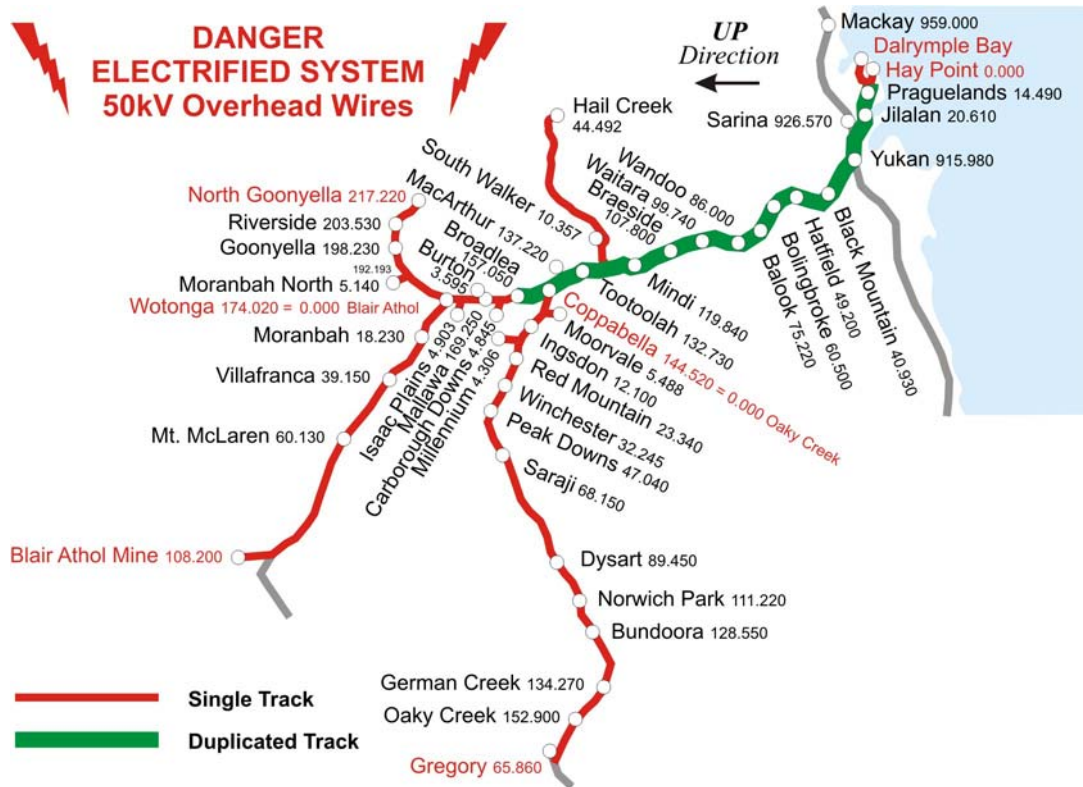 DANGER
ELECTRIFIED SYSTEM
50kV Overhead Wires
UP
Direction
Mackay 959.000
Dalrymple Bay
Hay Point 0.000
Praguelands 14.490
Jilalan 20.610
Sarina 926.570
Yukan 915.980
Hail Creek
44.492
Wandoo 86.000
Waitara 99.740
Braeside
107.800
South Walker 10.357
MacArthur 137.220
Broadlea
157.050
Burton
3.595
North Goonyella 217.220
Riverside 203.530
Goonyella 198.230
192.193
Moranbah North 5.140
Wotonga 174.020 = 0.000 Blair Athol
Moranbah 18.230
Villafranca 39.150
Mt. McLaren 60.130
Blair Athol Mine 108.200
Isaac Plains 4.903
Mallawa 169.250
Carborough Downs 4.845
Millennium 4.306
Black Mountain 40.930
Hatfield 49.200
Bolingbroke 60.500
Balook 75.220
Mindi 119.840
Tootoolah 132.730
Coppabella 144.520 = 0.000 Oaky Creek
Moorvale 5.488
Ingsdon 12.100
Red Mountain 23.340
Winchester 32.245
Peak Downs 47.040
Saraji 68.150
Dysart 89.450
Norwich Park 111.220
Bundoora 128.550
German Creek 134.270
Oaky Creek 152.900
Gregory 65.860
Single Track
Duplicated Track